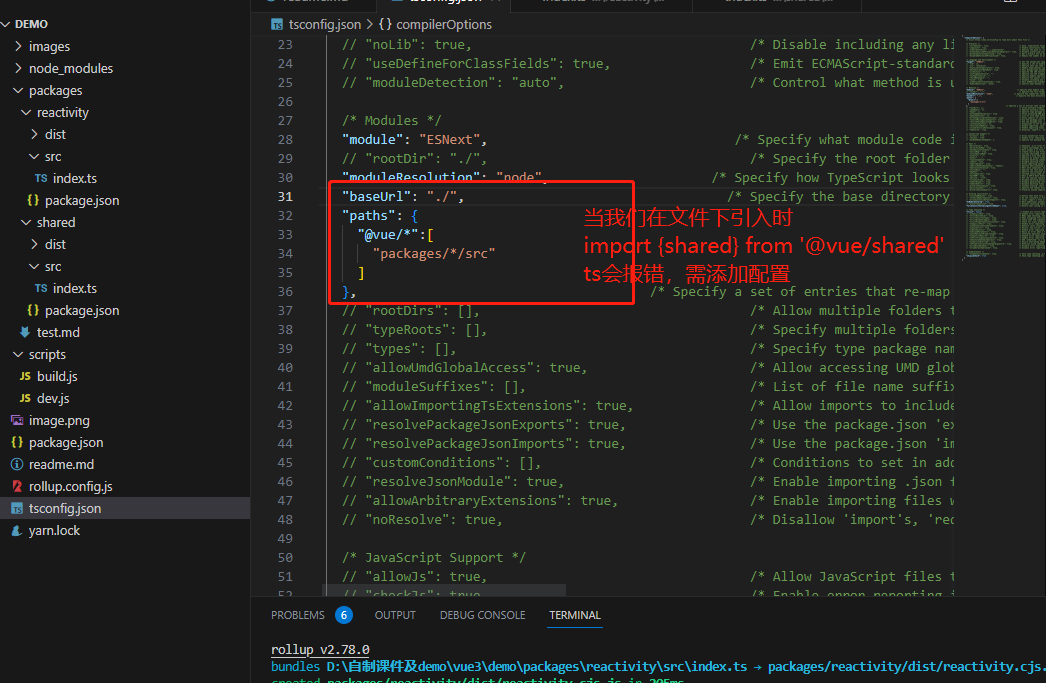 DEMO
images
node_modules
packages
reactivity
dist
src
TS index.ts
{} package.json
shared
dist
src
TS index.ts
{} package.json
test.md
scripts
JS build.js
JS dev.js
image.png
{} package.json
readme.md
rollup.config.js
tsconfig.json
yarn.lock
tsconfig.json > {} compilerOptions
23 // "noLib": true, /* Disable including any li
24 // "useDefineForClassFields": true, /* Emit ECMAScript-standard
25 // "moduleDetection": "auto", /* Control what method is u
26
27 /* Modules */
28 "module": "ESNext", /* Specify what module code i
29 // "rootDir": "./", /* Specify the root folder
30 "moduleResolution": "node", /* Specify how TypeScript looks
31 "baseUrl": "./", /* Specify the base directory
32 "paths": {
33 "@vue/*":[
34 "packages/*/src"
35 ]
36 }, /* Specify a set of entries that re-map
当我们在文件下引入时
import {shared} from '@vue/shared'
ts会报错，需添加配置
37 // "rootDirs": [], /* Allow multiple folders t
38 // "typeRoots": [], /* Specify multiple folders
39 // "types": [], /* Specify type package nam
40 // "allowUmdGlobalAccess": true, /* Allow accessing UMD glob
41 // "moduleSuffixes": [], /* List of file name suffix
42 // "allowImportingTsExtensions": true, /* Allow imports to include
43 // "resolvePackageJsonExports": true, /* Use the package.json 'ex
44 // "resolvePackageJsonImports": true, /* Use the package.json 'im
45 // "customConditions": [], /* Conditions to set in add
46 // "resolveJsonModule": true, /* Enable importing .json f
47 // "allowArbitraryExtensions": true, /* Enable importing files w
48 // "noResolve": true, /* Disallow 'import's, 'rec
49
50 /* JavaScript Support */
51 // "allowJs": true, /* Allow JavaScript files t
52 // "checkJs": true, /* Enable error reporting i
PROBLEMS 6 OUTPUT DEBUG CONSOLE TERMINAL
rollup v2.78.0
bundles D:\自制课件及demo\vue3\demo\packages\reactivity\src\index.ts → packages/reactivity/dist/reactivity.cjs.
created packages/reactivity/dist/reactivity.cjs.js in 205ms